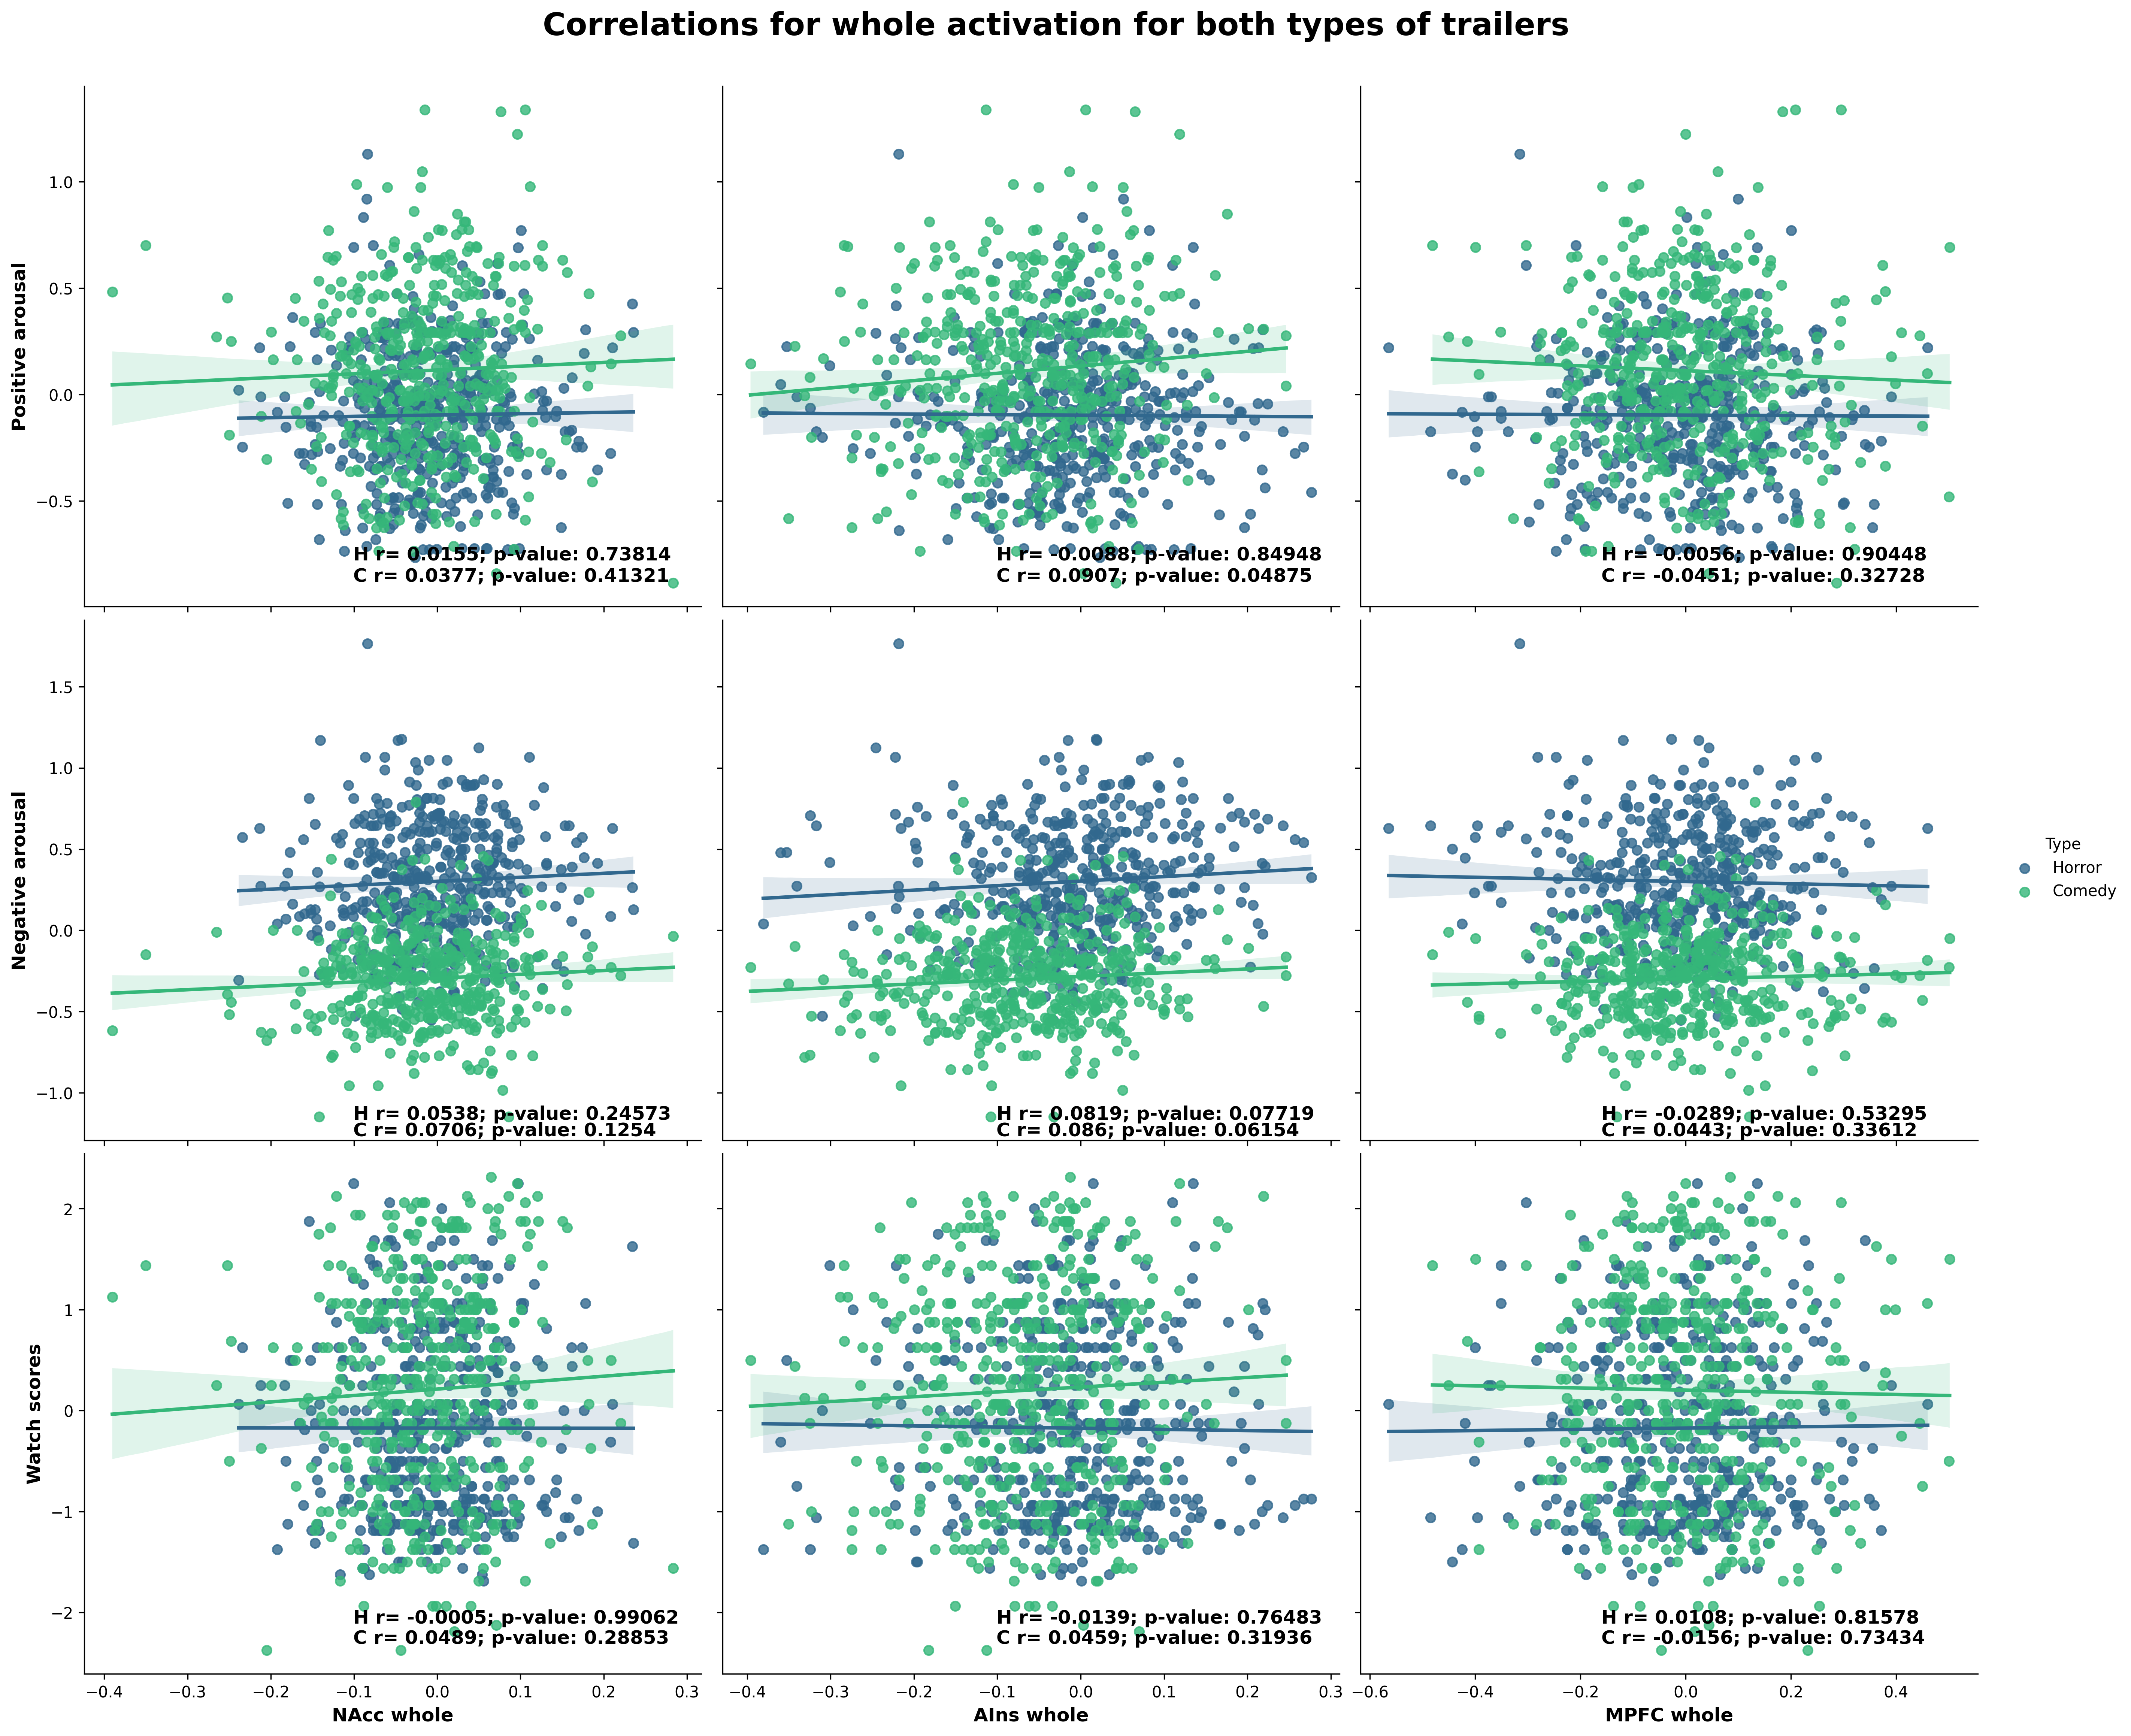 Correlations for whole activation for both types of trailers
Positive arousal
1.0
0.5
0.0
−0.5
H r= 0.0155; p-value: 0.73814
C r= 0.0377; p-value: 0.41321
H r= -0.0088; p-value: 0.84948
C r= 0.0907; p-value: 0.04875
H r= -0.0056; p-value: 0.90448
C r= -0.0451; p-value: 0.32728
Negative arousal
1.5
1.0
0.5
0.0
−0.5
−1.0
H r= 0.0538; p-value: 0.24573
C r= 0.0706; p-value: 0.1254
H r= 0.0819; p-value: 0.07719
C r= 0.086; p-value: 0.06154
H r= -0.0289; p-value: 0.53295
C r= 0.0443; p-value: 0.33612
Type
Horror
Comedy
Watch scores
2
1
0
−1
−2
H r= -0.0005; p-value: 0.99062
C r= 0.0489; p-value: 0.28853
H r= -0.0139; p-value: 0.76483
C r= 0.0459; p-value: 0.31936
H r= 0.0108; p-value: 0.81578
C r= -0.0156; p-value: 0.73434
−0.4 −0.3 −0.2 −0.1 0.0 0.1 0.2 0.3
NAcc whole
−0.4 −0.3 −0.2 −0.1 0.0 0.1 0.2 0.3
AIns whole
−0.6 −0.4 −0.2 0.0 0.2 0.4
MPFC whole